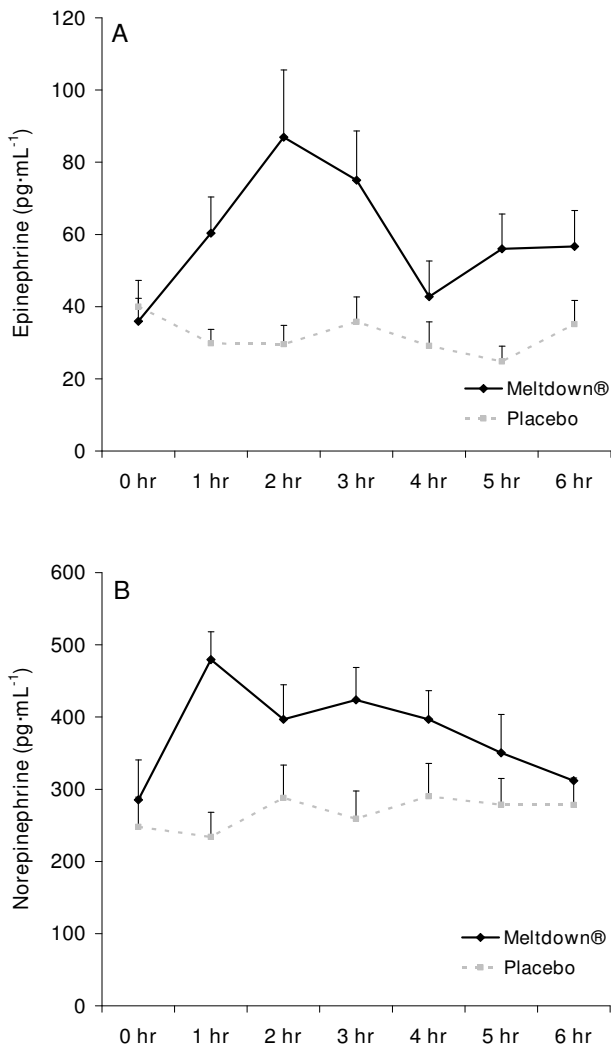 A
Epinephrine (pg·mL⁻¹)
120
100
80
60
40
20
0
Meltdown®
Placebo
0 hr 1 hr 2 hr 3 hr 4 hr 5 hr 6 hr
B
Norepinephrine (pg·mL⁻¹)
600
500
400
300
200
100
0
Meltdown®
Placebo
0 hr 1 hr 2 hr 3 hr 4 hr 5 hr 6 hr